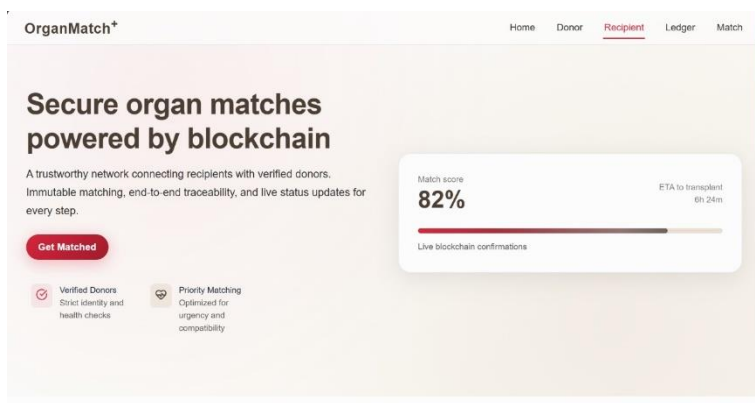 OrganMatch+
Home Donor Recipient Ledger Match
Secure organ matches
powered by blockchain
A trustworthy network connecting recipients with verified donors.
Immutable matching, end-to-end traceability, and live status updates for
every step.
Get Matched
Verified Donors
Strict identity and
health checks
Priority Matching
Optimized for
urgency and
compatibility
Match score
82%
ETA to transplant
6h 24m
Live blockchain confirmations